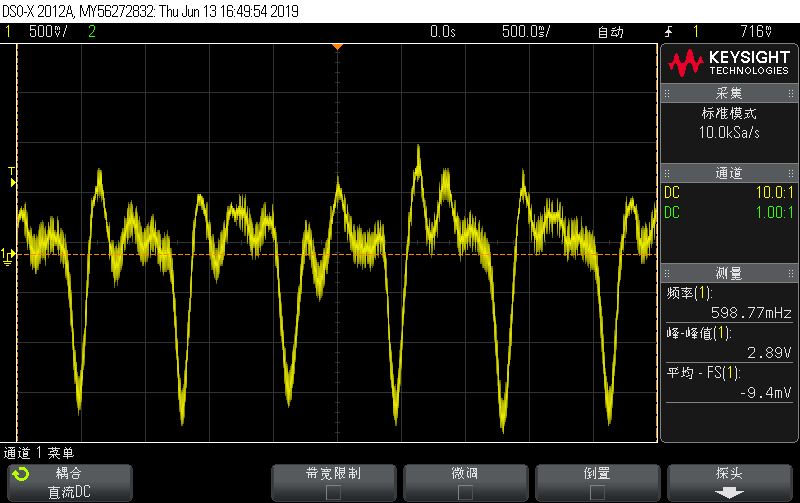 DSO-X 2012A, MY56272832: Thu Jun 13 16:49:54 2019
1 500V/ 2 0.0s 500.0s/ 自动 1 716V
KEYSIGHT
TECHNOLOGIES
采集
标准模式
10.0kSa/s
通道
DC 10.0:1
DC 1.00:1
测量
频率(1):
598.77mHz
峰-峰值(1):
2.89V
平均 - FS(1):
-9.4mV
T
1
通道 1 菜单
耦合
直流DC
带宽限制
微调
倒置
探头